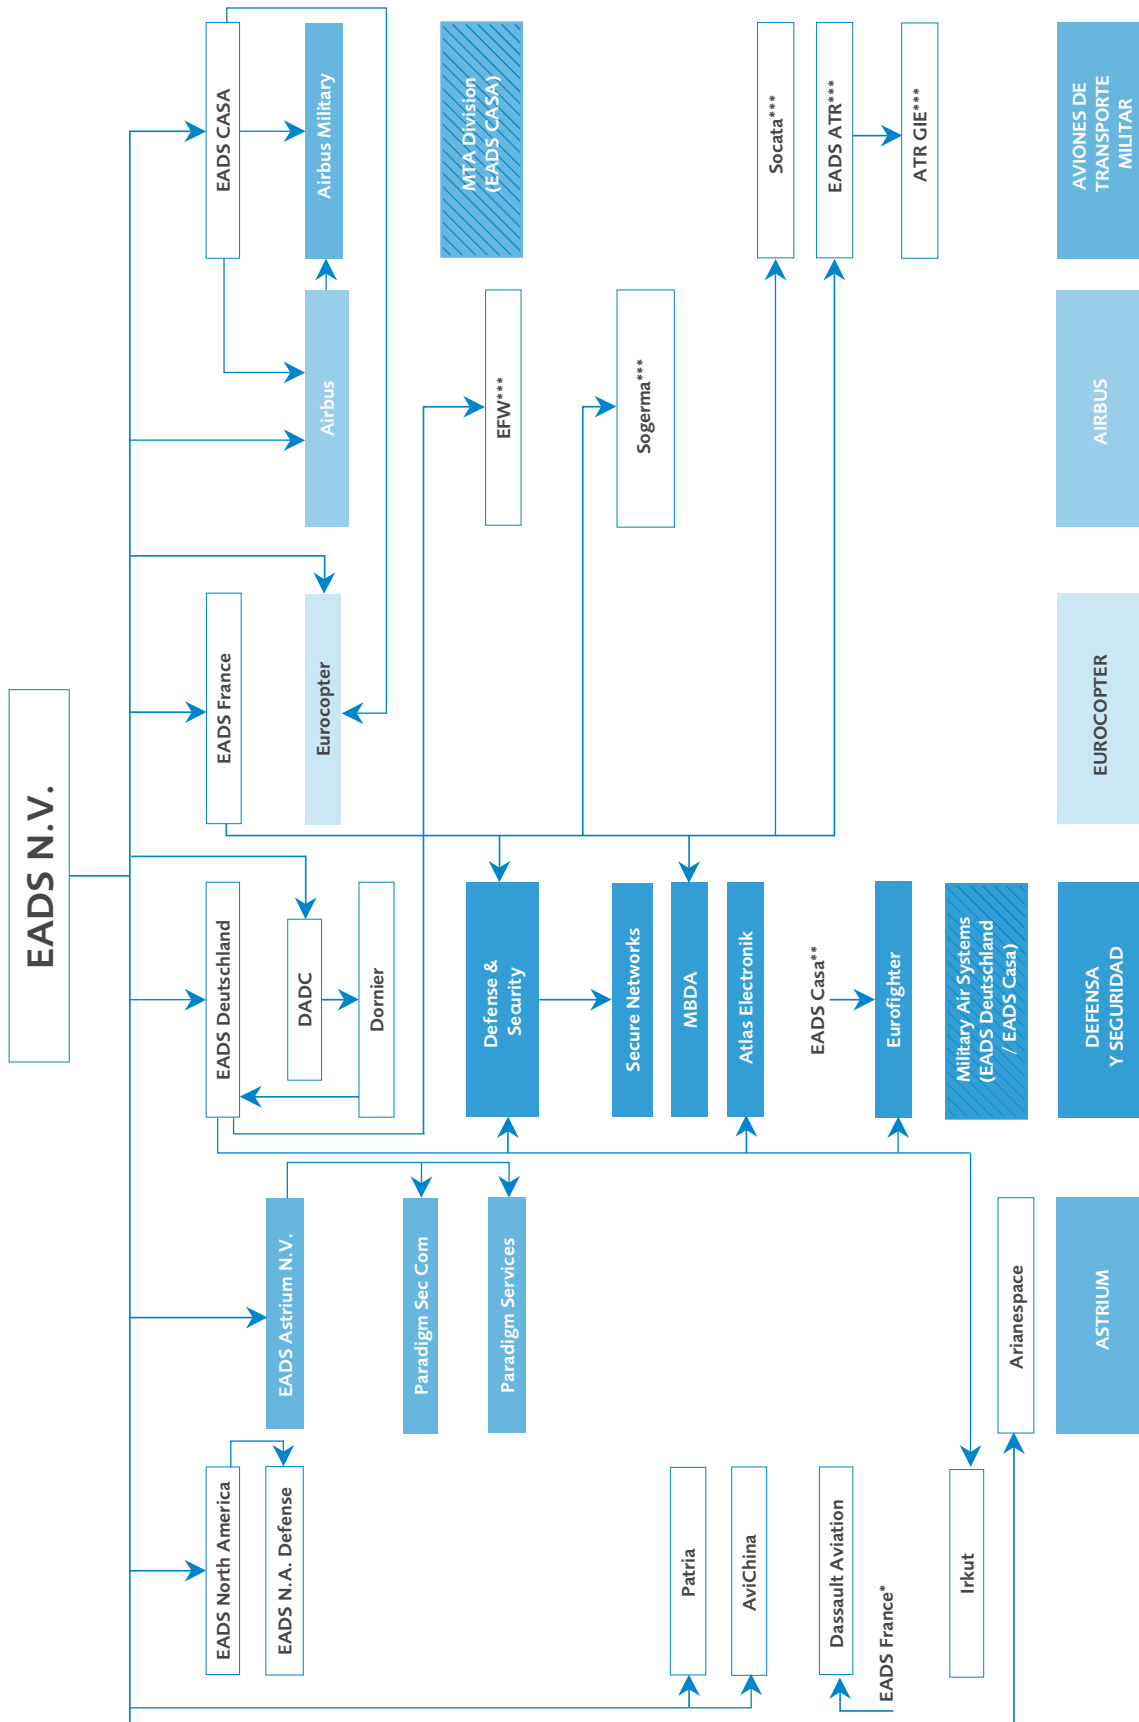 EADS N.V.
EADS North America
EADS N.A. Defense
Patria
AviChina
Dassault Aviation
EADS France*
Irkut
EADS Astrium N.V.
Paradigm Sec Com
Paradigm Services
Arianespace
ASTRIUM
EADS Deutschland
DADC
Dornier
Defense &
Security
Secure Networks
MBDA
Atlas Electronik
EADS Casa**
Eurofighter
Military Air Systems
(EADS Deutschland
/ EADS Casa)
DEFENSA
Y SEGURIDAD
EADS France
Eurocopter
EUROCOPTER
Airbus
EFW***
Sogerma***
AIRBUS
EADS CASA
Airbus Military
MTA Division
(EADS CASA)
Socata***
EADS ATR***
ATR GIE***
AVIONES DE
TRANSPORTE
MILITAR